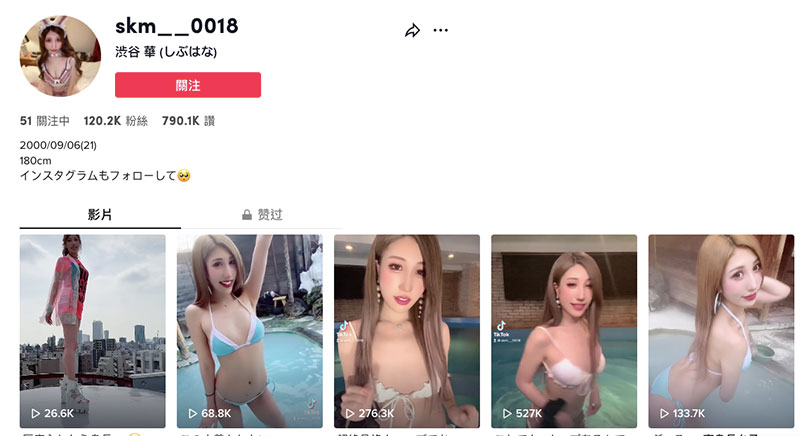 skm__0018
渋谷 華 (しぶはな)
關注
51 關注中 120.2K 粉絲 790.1K 讚
2000/09/06(21)
180cm
インスタグラムもフォローして🥺
影片
赞过
TikTok
TikTok
26.6K
68.8K
276.3K
527K
133.7K